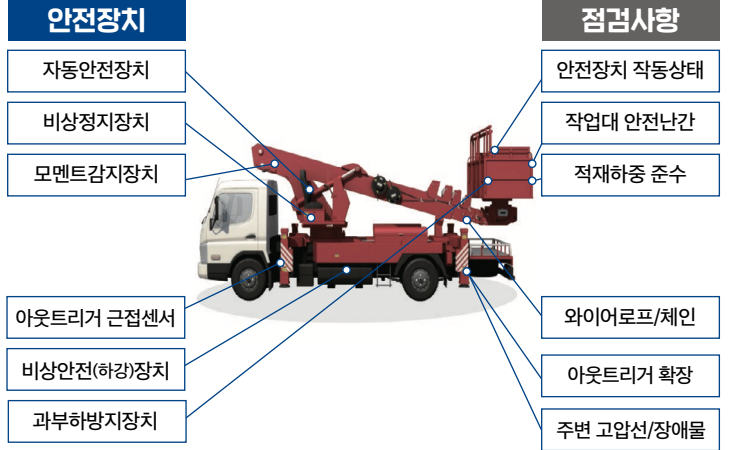 안전장치
자동안전장치
비상정지장치
모멘트감지장치
아웃트리거 근접센서
비상안전(하강)장치
과부하방지장치
점검사항
안전장치 작동상태
작업대 안전난간
적재하중 준수
와이어로프/체인
아웃트리거 확장
주변 고압선/장애물